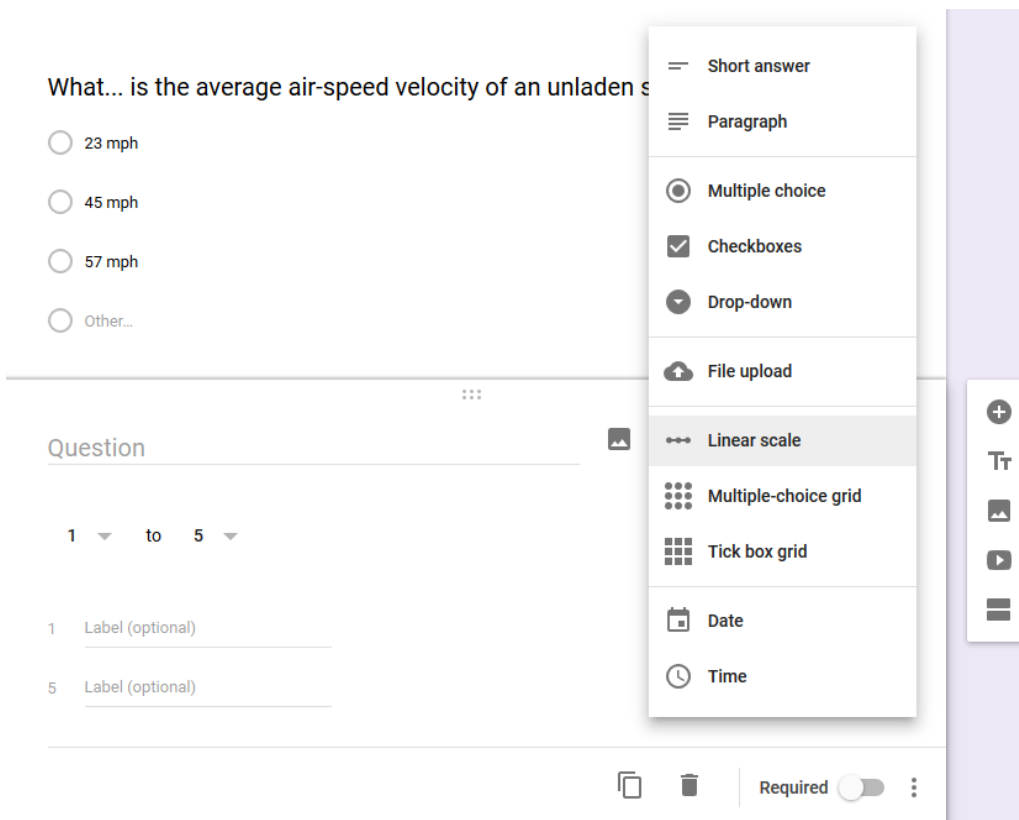 What... is the average air-speed velocity of an unladen
23 mph
45 mph
57 mph
Other...
Short answer
Paragraph
Multiple choice
Checkboxes
Drop-down
File upload
Linear scale
Multiple-choice grid
Tick box grid
Date
Time
Question
1 to 5
1 Label (optional)
5 Label (optional)
Required
Tт